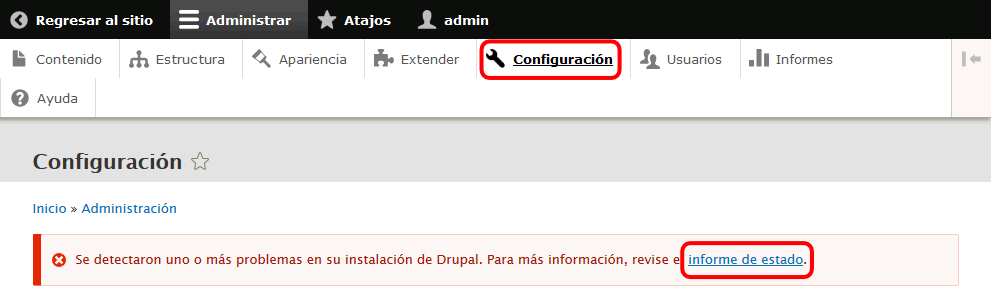 Regresar al sitio Administrar Atajos admin
Contenido Estructura Apariencia Extender Configuración Usuarios Informes
Ayuda
Configuración
Inicio » Administración
Se detectaron uno o más problemas en su instalación de Drupal. Para más información, revise el informe de estado.